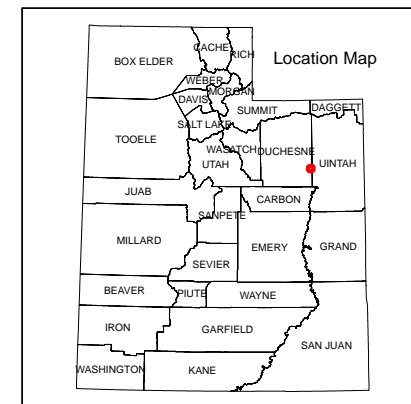 Location Map
CACHE
RICH
BOX ELDER
WEBER
MORGAN
DAVIS
SUMMIT
DAGGETT
SALT LAKE
TOOELE
WASATCH
DUCHESNE
UINTAH
UTAH
JUAB
CARBON
SANPETE
MILLARD
EMERY
GRAND
SEVIER
BEAVER
PIUTE
WAYNE
IRON
GARFIELD
SAN JUAN
WASHINGTON
KANE